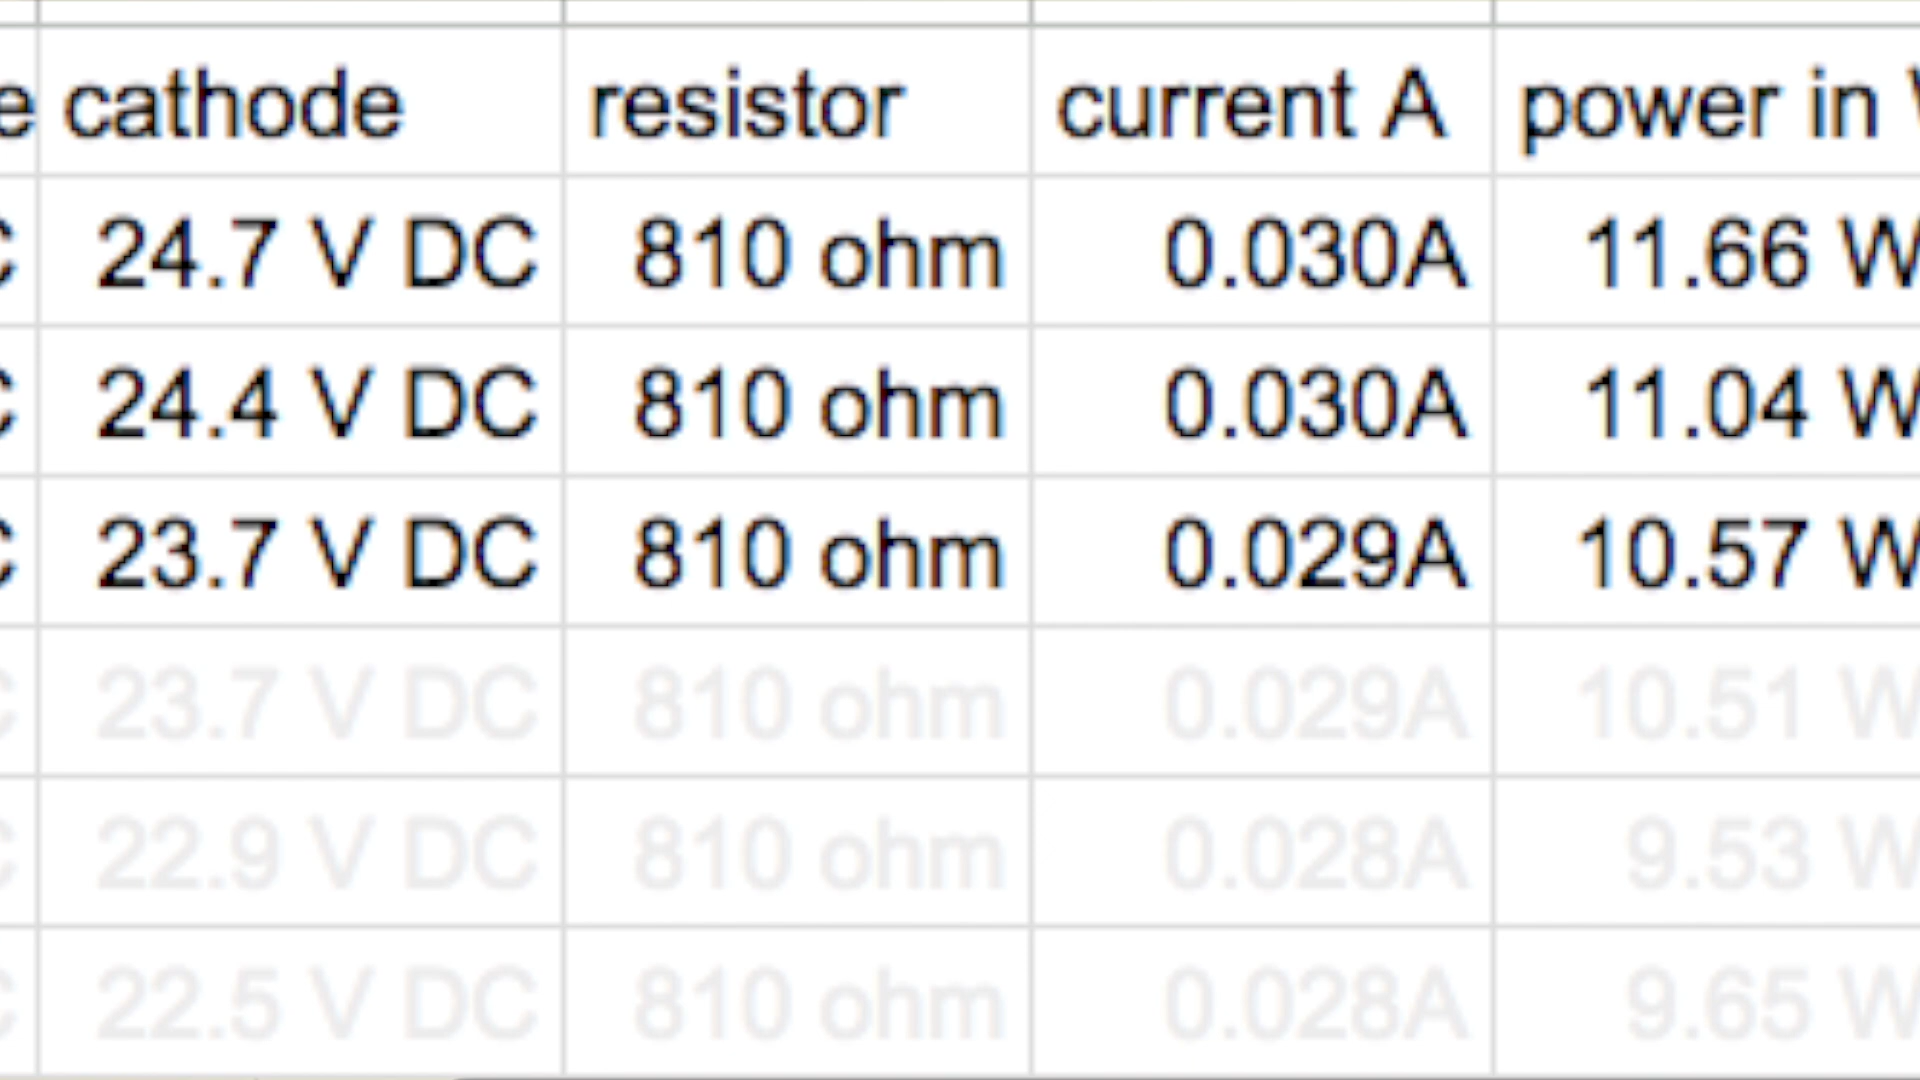 e cathode resistor current A power in W
C 24.7 V DC 810 ohm 0.030A 11.66 W
C 24.4 V DC 810 ohm 0.030A 11.04 W
C 23.7 V DC 810 ohm 0.029A 10.57 W
C 23.7 V DC 810 ohm 0.029A 10.51 W
C 22.9 V DC 810 ohm 0.028A 9.53 W
C 22.5 V DC 810 ohm 0.028A 9.65 W